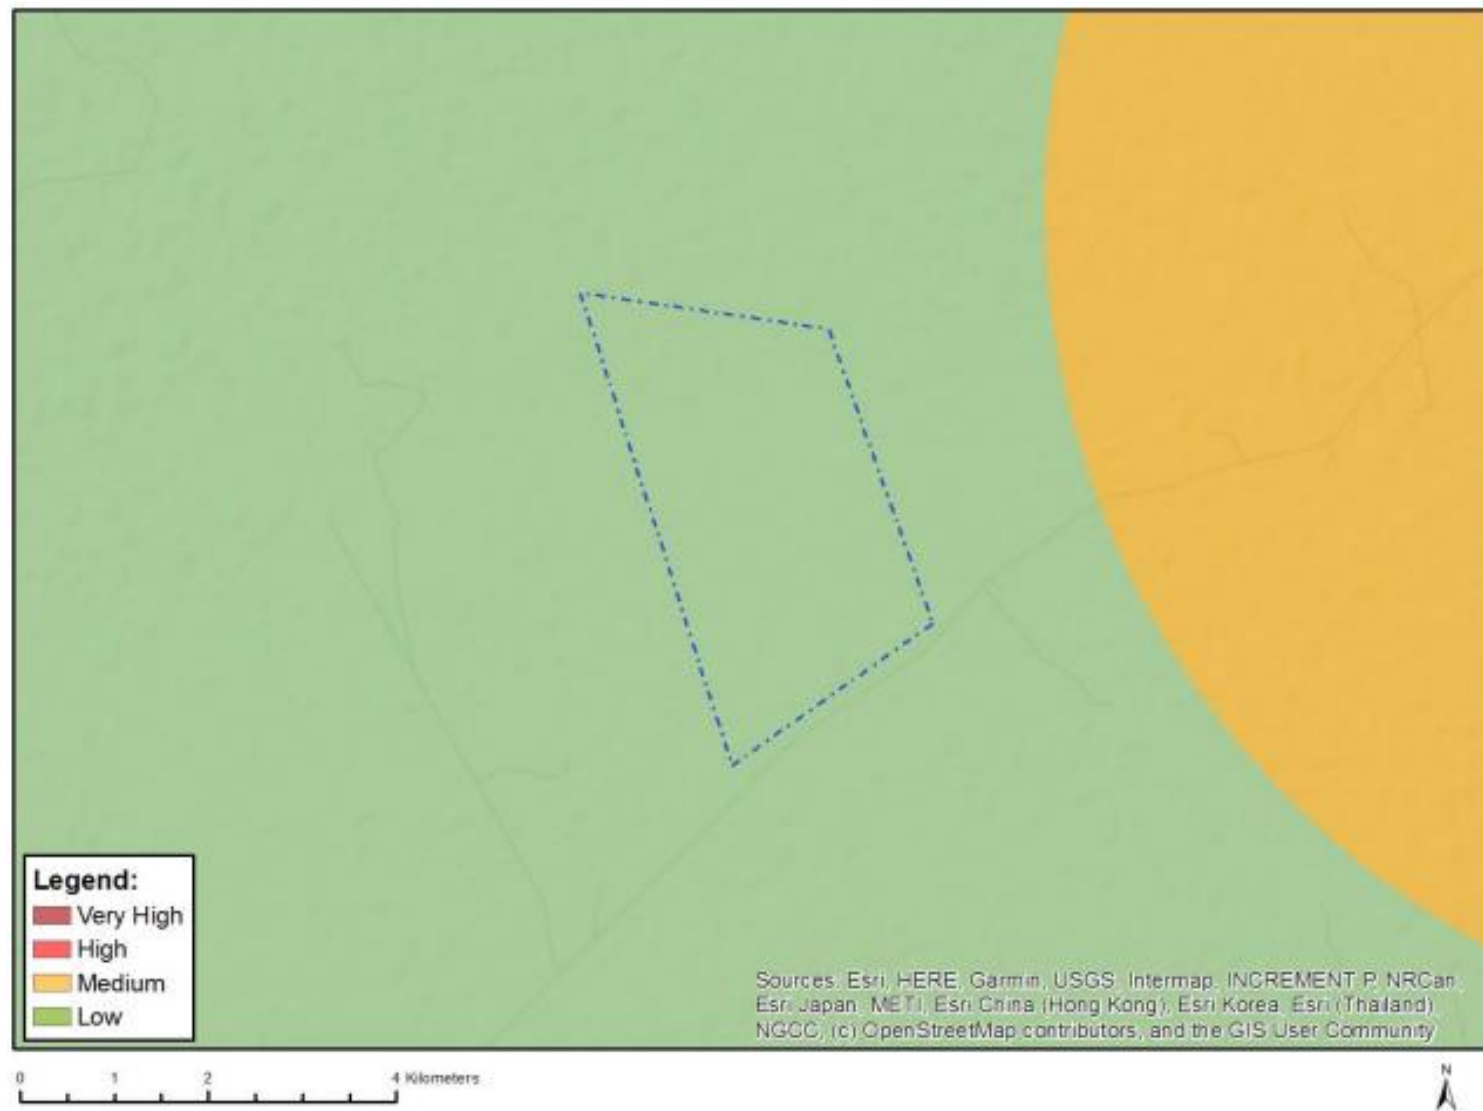 Legend:
Very High
High
Medium
Low
Sources: Esri, HERE, Garmin, USGS, Intermap, INCREMENT P, NRCan,
Esri Japan, METI, Esri China (Hong Kong), Esri Korea, Esri (Thailand),
NGCC, (c) OpenStreetMap contributors, and the GIS User Community
0 1 2 4 Kilometers
N